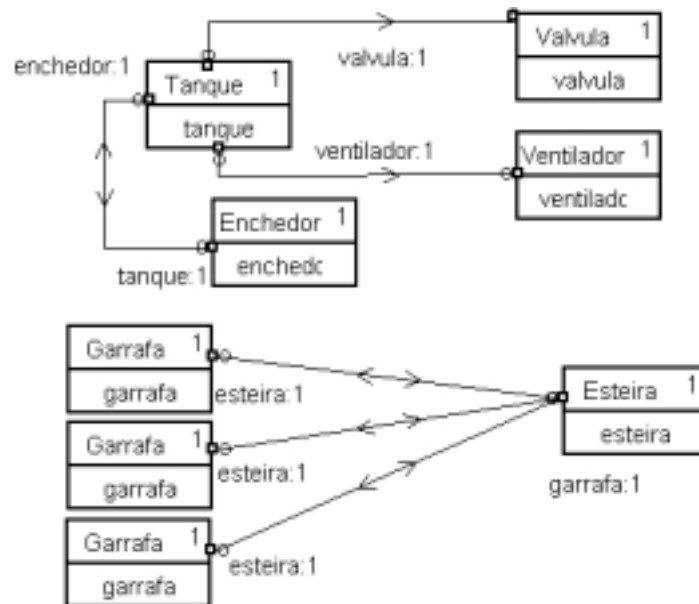 Valvula 1
valvula
valvula:1
enchedor:1
Tanque 1
tanque
ventilador:1
Ventilador 1
ventilado
Enchedor 1
enchedo
tanque:1
Garrafa 1
garrafa
esteira:1
Garrafa 1
garrafa
esteira:1
Garrafa 1
garrafa
esteira:1
Esteira 1
esteira
garrafa:1